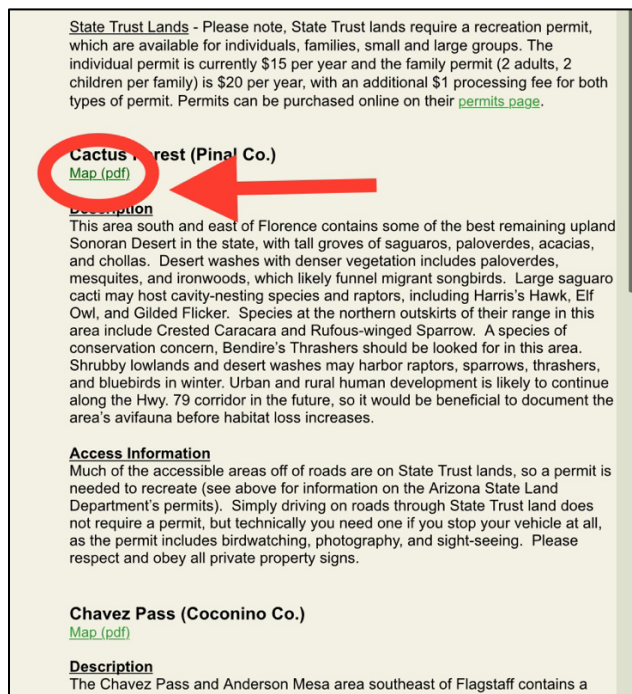 State Trust Lands - Please note, State Trust lands require a recreation permit,
which are available for individuals, families, small and large groups. The
individual permit is currently $15 per year and the family permit (2 adults, 2
children per family) is $20 per year, with an additional $1 processing fee for both
types of permit. Permits can be purchased online on their permits page.
Cactus Forest (Pinal Co.)
Map (pdf)
Description
This area south and east of Florence contains some of the best remaining upland
Sonoran Desert in the state, with tall groves of saguaros, paloverdes, acacias,
and chollas. Desert washes with denser vegetation includes paloverdes,
mesquites, and ironwoods, which likely funnel migrant songbirds. Large saguaro
cacti may host cavity-nesting species and raptors, including Harris's Hawk, Elf
Owl, and Gilded Flicker. Species at the northern outskirts of their range in this
area include Crested Caracara and Rufous-winged Sparrow. A species of
conservation concern, Bendire's Thrashers should be looked for in this area.
Shrubby lowlands and desert washes may harbor raptors, sparrows, thrashers,
and bluebirds in winter. Urban and rural human development is likely to continue
along the Hwy. 79 corridor in the future, so it would be beneficial to document the
area's avifauna before habitat loss increases.
Access Information
Much of the accessible areas off of roads are on State Trust lands, so a permit is
needed to recreate (see above for information on the Arizona State Land
Department's permits). Simply driving on roads through State Trust land does
not require a permit, but technically you need one if you stop your vehicle at all,
as the permit includes birdwatching, photography, and sight-seeing. Please
respect and obey all private property signs.
Chavez Pass (Coconino Co.)
Map (pdf)
Description
The Chavez Pass and Anderson Mesa area southeast of Flagstaff contains a